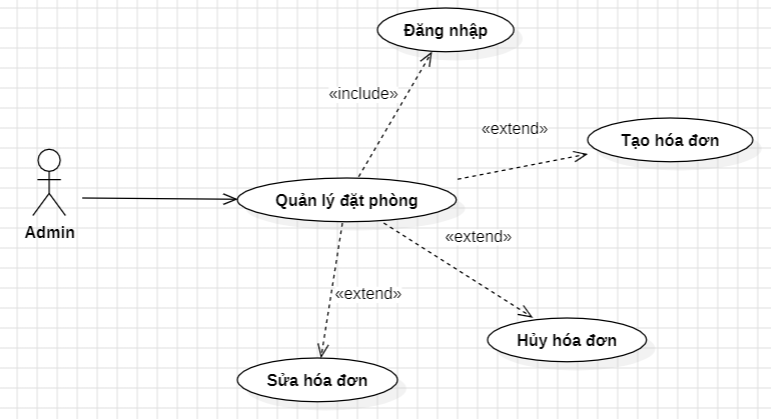 Đăng nhập
«include»
«extend»
Tạo hóa đơn
Quản lý đặt phòng
Admin
«extend»
«extend»
Hủy hóa đơn
Sửa hóa đơn